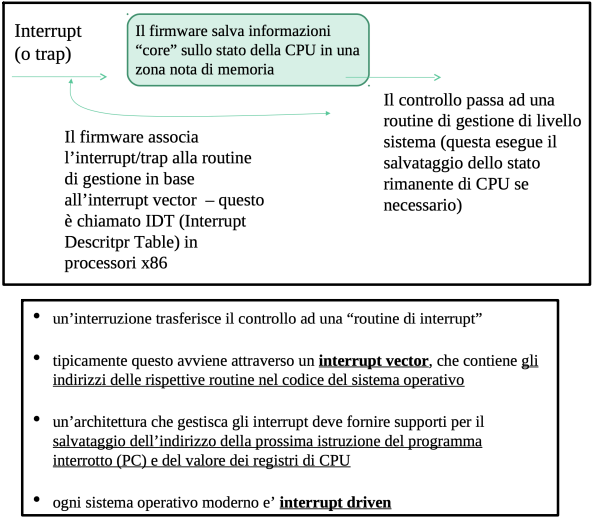 Interrupt
(o trap)
Il firmware salva informazioni
“core” sullo stato della CPU in una
zona nota di memoria
Il firmware associa
l’interrupt/trap alla routine
di gestione in base
all’interrupt vector – questo
è chiamato IDT (Interrupt
Descritpr Table) in
processori x86
Il controllo passa ad una
routine di gestione di livello
sistema (questa esegue il
salvataggio dello stato
rimanente di CPU se
necessario)
• un’interruzione trasferisce il controllo ad una “routine di interrupt”
• tipicamente questo avviene attraverso un interrupt vector, che contiene gli
indirizzi delle rispettive routine nel codice del sistema operativo
• un’architettura che gestisca gli interrupt deve fornire supporti per il
salvataggio dell’indirizzo della prossima istruzione del programma
interrotto (PC) e del valore dei registri di CPU
• ogni sistema operativo moderno e’ interrupt driven